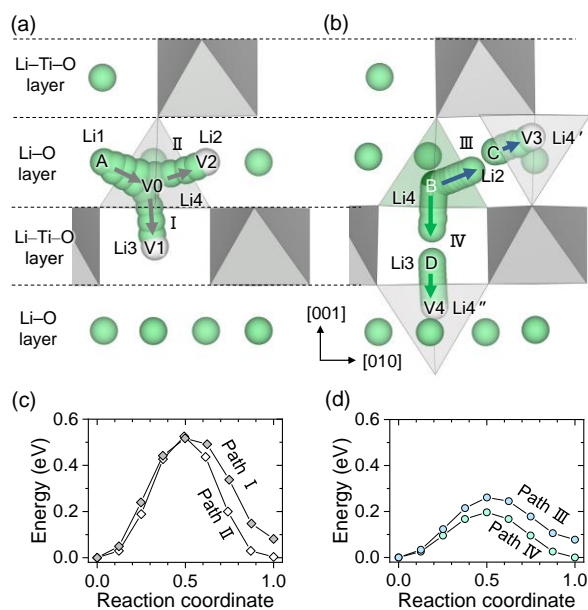 (a)
(b)
Li–Ti–O
layer
Li1
II
Li2
III
V3
Li4′
A
V2
C
Li–O
layer
V0
B
Li2
I
Li4
Li4
Li–Ti–O
layer
Li3
V1
IV
Li3
D
V4
Li4″
Li–O
layer
[001]
[010]
(c)
(d)
0.6
0.4
0.2
0.0
Energy (eV)
Path I
Path II
0.0
0.5
1.0
Reaction coordinate
0.6
0.4
0.2
0.0
Energy (eV)
Path III
Path IV
0.0
0.5
1.0
Reaction coordinate